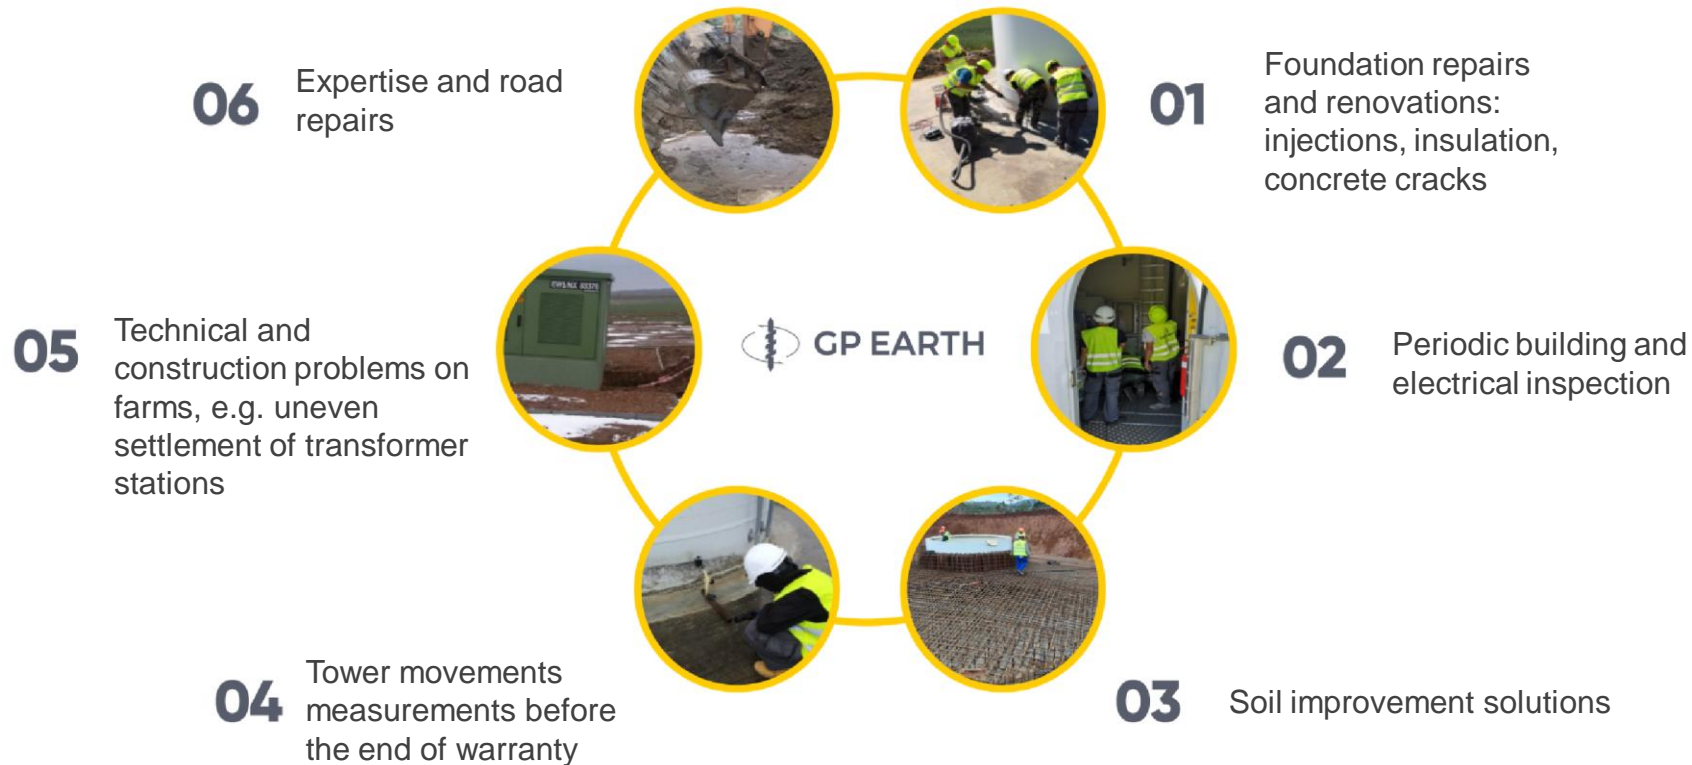 01
Foundation repairs
and renovations:
injections, insulation,
concrete cracks
02
Periodic building and
electrical inspection
03
Soil improvement solutions
04
Tower movements
measurements before
the end of warranty
05
Technical and
construction problems on
farms, e.g. uneven
settlement of transformer
stations
06
Expertise and road
repairs
GP EARTH